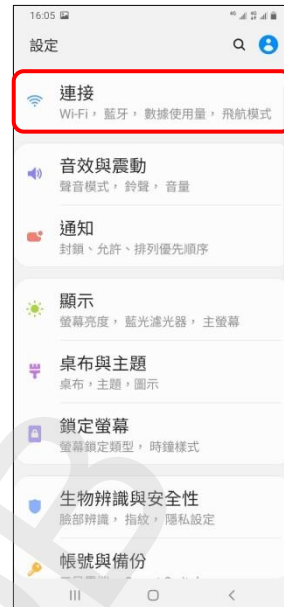 16:05
設定
連接
Wi-Fi， 藍牙， 數據使用量， 飛航模式
音效與震動
聲音模式， 鈴聲， 音量
通知
封鎖、允許、排列優先順序
顯示
螢幕亮度， 藍光濾光器， 主螢幕
桌布與主題
桌布，主題，圖示
鎖定螢幕
螢幕鎖定類型， 時鐘樣式
生物辨識與安全性
臉部辨識， 指紋， 隱私設定
帳號與備份